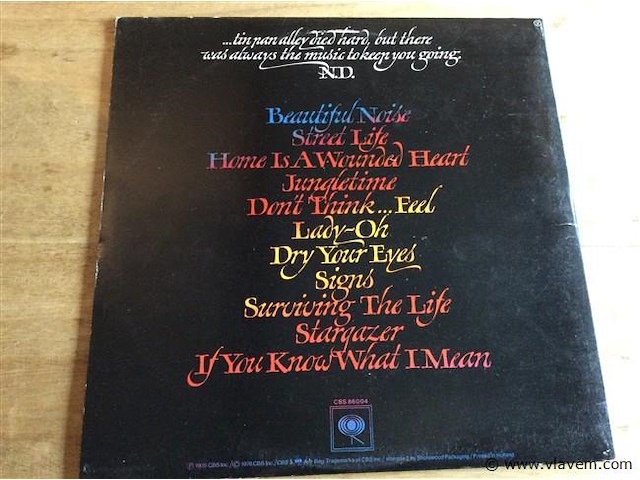 ...tin pan alley died hard, but there
was always the music to keep you going.
N.D.
Beautiful Noise
Street Life
Home Is A Wounded Heart
Jungletime
Don't Think...Feel
Lady-Oh
Dry Your Eyes
Signs
Surviving The Life
Stargazer
If You Know What I Mean
CBS 86004
© www.vlavem.com